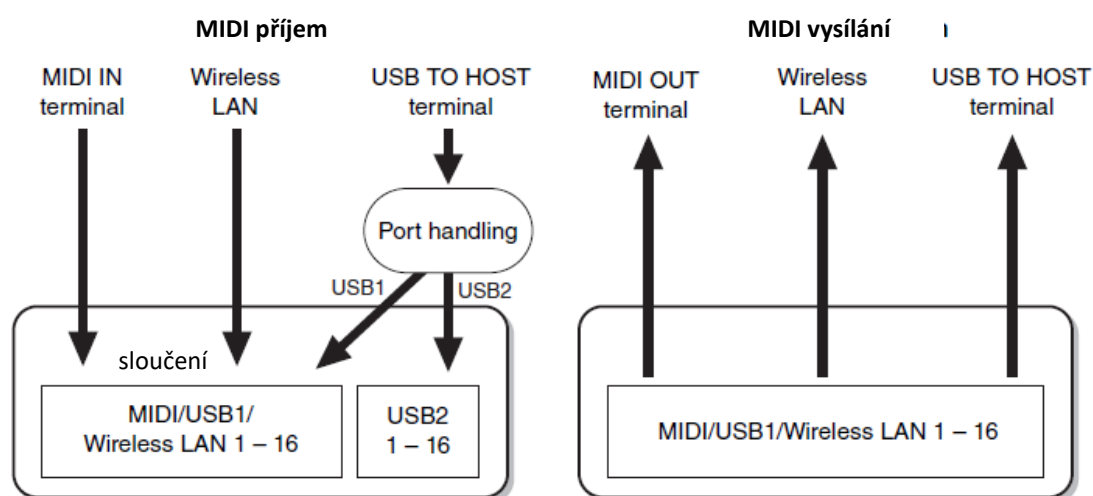 MIDI příjem
MIDI IN
terminal
Wireless
LAN
USB TO HOST
terminal
Port handling
USB1
USB2
sloučení
MIDI/USB1/
Wireless LAN 1 – 16
USB2
1 – 16
MIDI vysílání
MIDI OUT
terminal
Wireless
LAN
USB TO HOST
terminal
MIDI/USB1/Wireless LAN 1 – 16